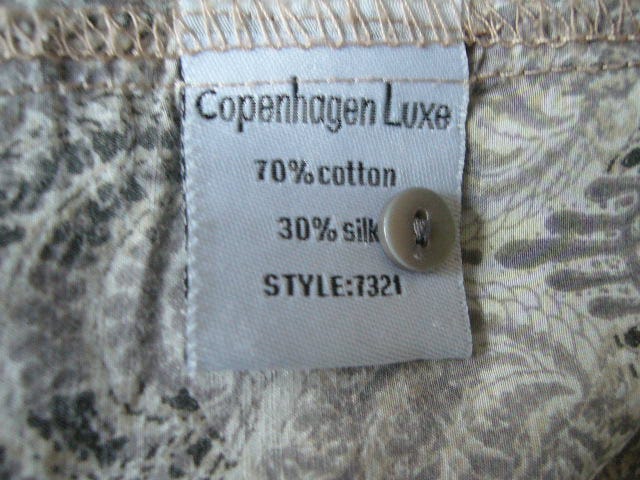 Copenhagen Luxe
70% cotton
30% silk
STYLE:7321